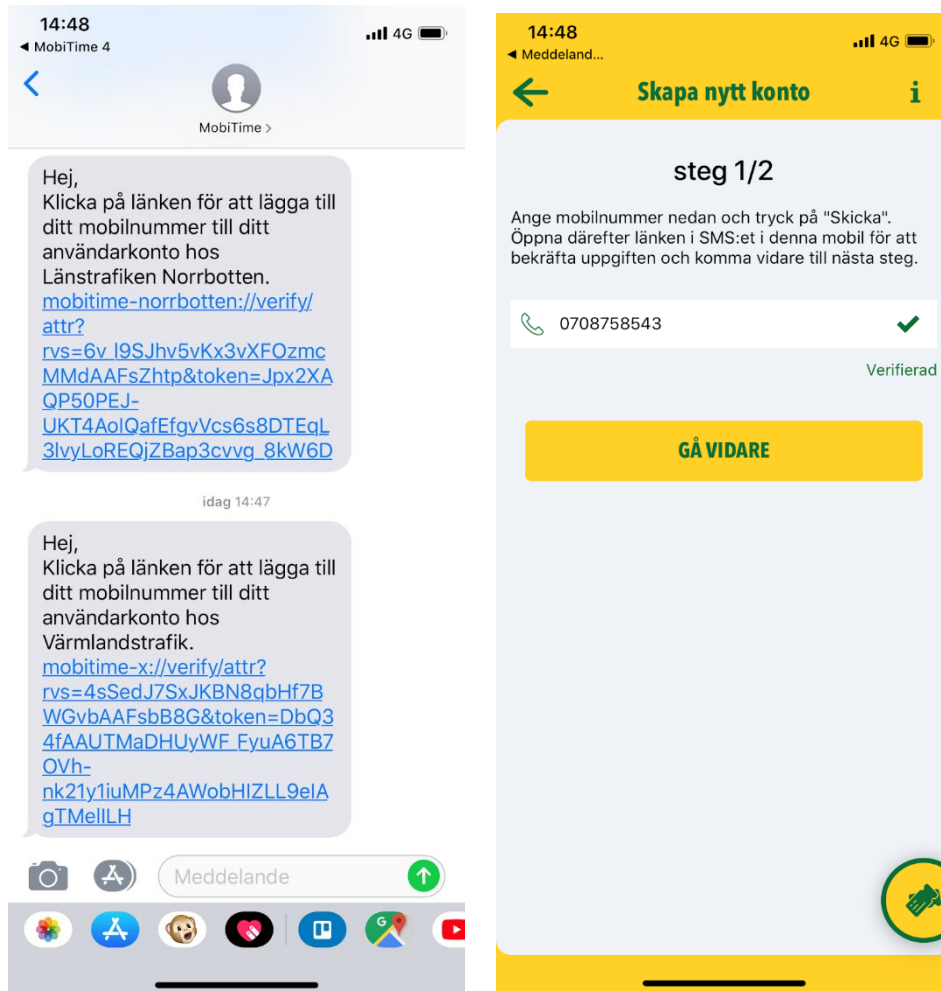 14:48
4G
◀ MobiTime 4
MobiTime >
Hej,
Klicka på länken för att lägga till
ditt mobilnummer till ditt
användarkonto hos
Länstrafiken Norrbotten.
mobitime-norrbotten://verify/
attr?
rvs=6v_l9SJhv5vKx3vXFOzmc
MMdAAFsZhtp&token=Jpx2XA
QP50PEJ-
UKT4AolQafEfgvVcs6s8DTEqL
3lvyLoREQjZBap3cvvg_8kW6D
idag 14:47
Hej,
Klicka på länken för att lägga till
ditt mobilnummer till ditt
användarkonto hos
Värmlandstrafik.
mobitime-x://verify/attr?
rvs=4sSedJ7SxJKBN8qbHf7B
WGvbAAFsbB8G&token=DbQ3
4fAAUTMaDHUyWF_FyuA6TB7
OVh-
nk21y1iuMPz4AWobHIZLL9elA
gTMellLH
Meddelande
14:48
4G
◀ Meddeland...
Skapa nytt konto
steg 1/2
Ange mobilnummer nedan och tryck på "Skicka".
Öppna därefter länken i SMS:et i denna mobil för att
bekräfta uppgiften och komma vidare till nästa steg.
0708758543
Verifierad
GÅ VIDARE